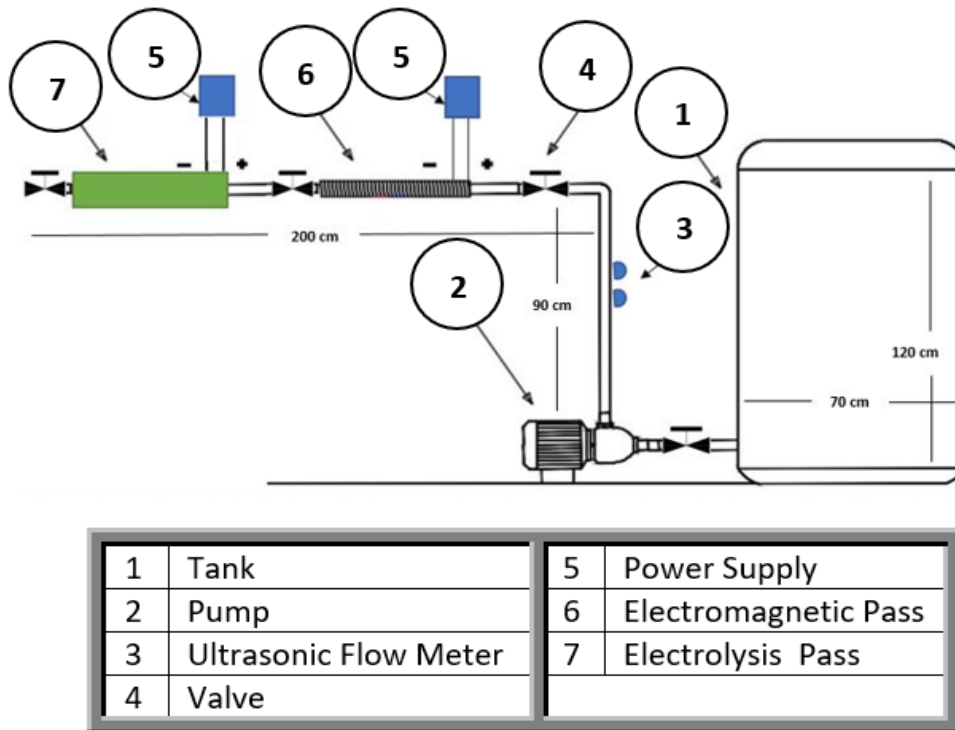 5
5
7
6
4
1
- +
- +
200 cm
3
2
90 cm
120 cm
70 cm
1 Tank
2 Pump
3 Ultrasonic Flow Meter
4 Valve
5 Power Supply
6 Electromagnetic Pass
7 Electrolysis Pass